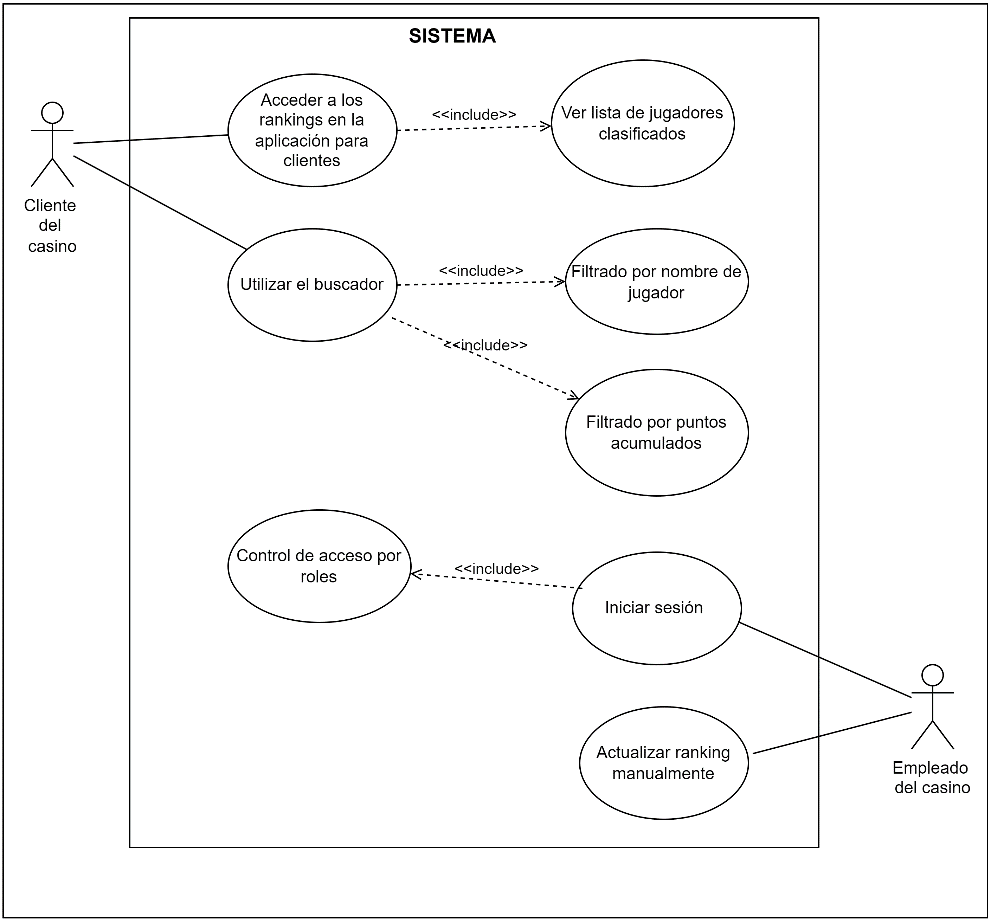 SISTEMA
Acceder a los
rankings en la
aplicación para
clientes
<<include>>
Ver lista de jugadores
clasificados
Cliente
del
casino
Utilizar el buscador
<<include>>
Filtrado por nombre de
jugador
<<include>>
Filtrado por puntos
acumulados
Control de acceso por
roles
<<include>>
Iniciar sesión
Actualizar ranking
manualmente
Empleado
del casino